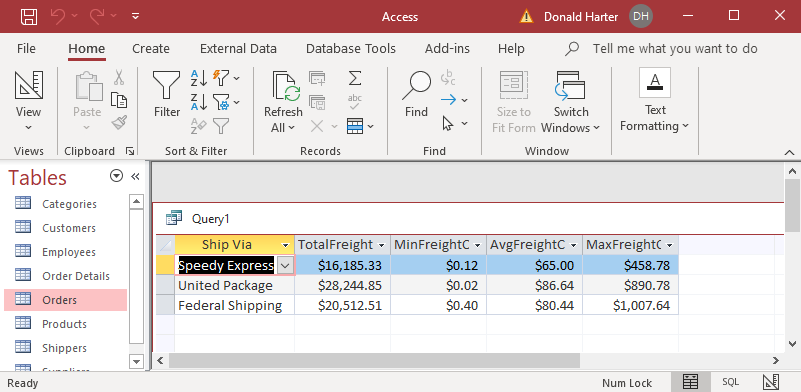 Access
Donald Harter DH
File Home Create External Data Database Tools Add-ins Help Tell me what you want to do
View
Views
Paste
Clipboard
Filter
Sort & Filter
Refresh
All
Records
Find
abc
Find
Size to
Fit Form
Switch
Windows
Window
A
Text
Formatting
Tables
Categories
Customers
Employees
Order Details
Orders
Products
Shippers
Suppliers
Query1
Ship Via TotalFreight MinFreightC AvgFreightC MaxFreightC
Speedy Express $16,185.33 $0.12 $65.00 $458.78
United Package $28,244.85 $0.02 $86.64 $890.78
Federal Shipping $20,512.51 $0.40 $80.44 $1,007.64
Ready Num Lock SQL